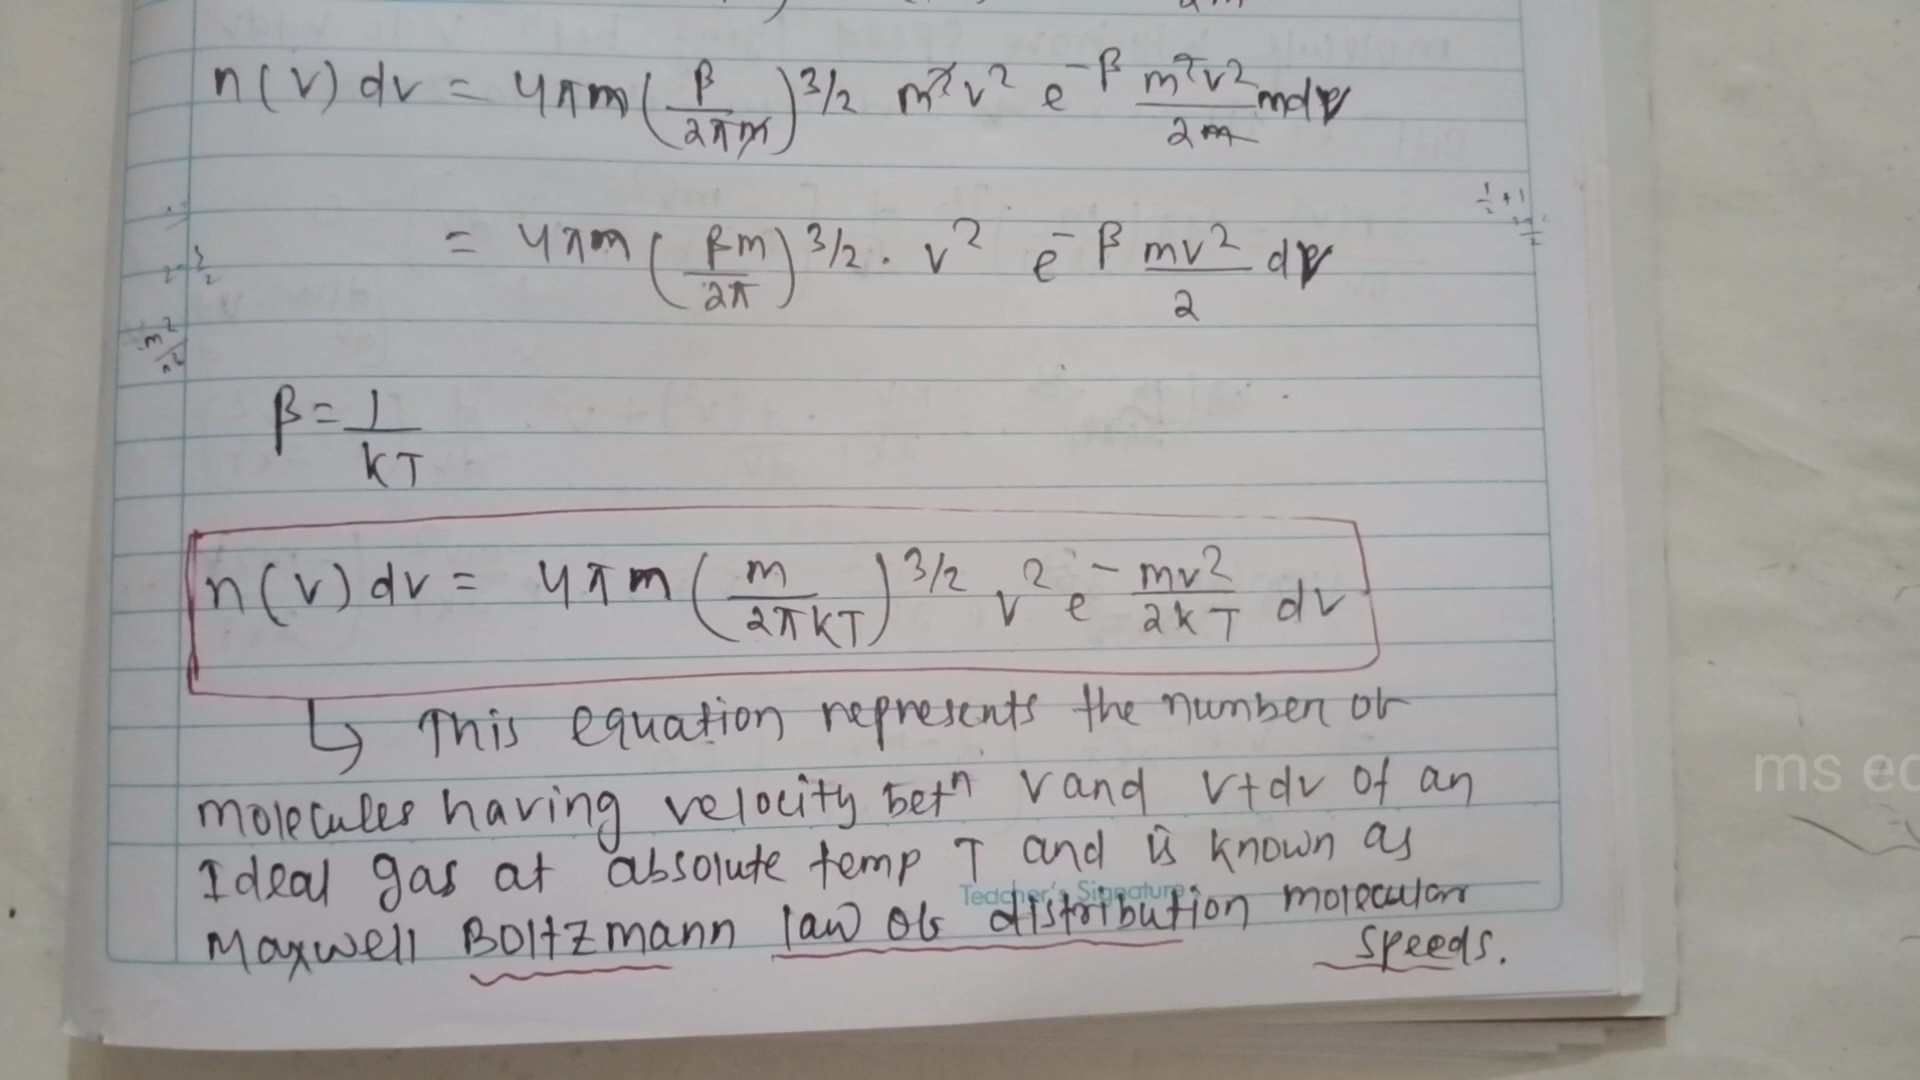 n(v) dv = 4πm (β/2πm)^3/2 m²v² e^-β m²v²/2m mdv
= 4πm (βm/2π)^3/2 . v² e^-β mv²/2 dv
β = 1/kT
n(v) dv = 4πm (m/2πkT)^3/2 v² e^-mv²/2kT dv
↳ This equation represents the number of
molecules having velocity betⁿ v and v+dv of an
Ideal gas at absolute temp T and is known as
Teacher's Signature
Maxwell Boltzmann law of distribution molecular
speeds.
ms ed